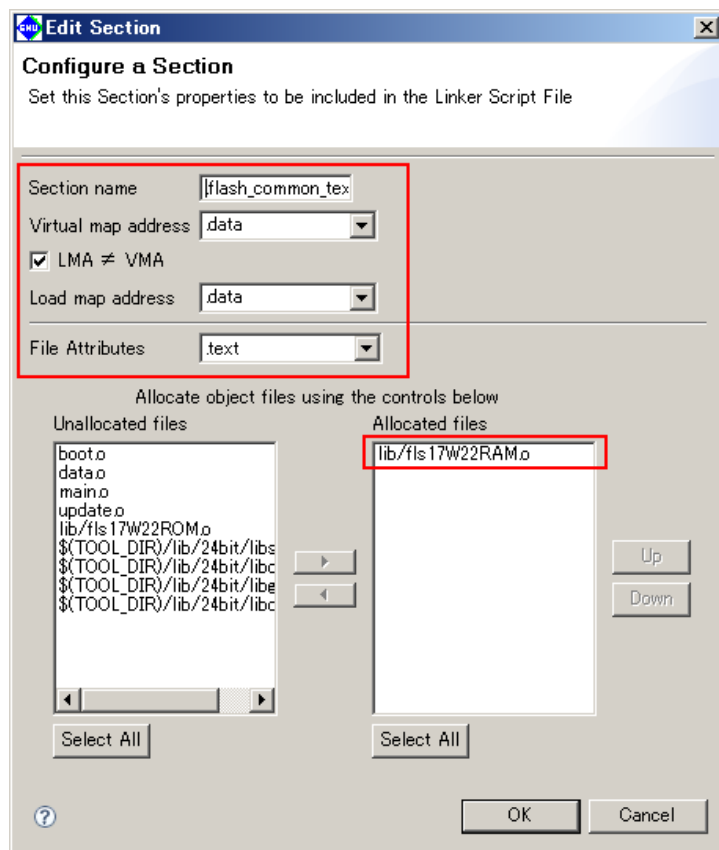 GNU Edit Section
Configure a Section
Set this Section's properties to be included in the Linker Script File
Section name .flash_common_tex
Virtual map address .data
LMA ≠ VMA
Load map address .data
File Attributes .text
Allocate object files using the controls below
Unallocated files
boot.o
data.o
main.o
update.o
lib/fls17W22ROM.o
$(TOOL_DIR)/lib/24bit/libs
$(TOOL_DIR)/lib/24bit/libc
$(TOOL_DIR)/lib/24bit/libg
$(TOOL_DIR)/lib/24bit/libc
Select All
Allocated files
lib/fls17W22RAM.o
Select All
Up
Down
OK
Cancel